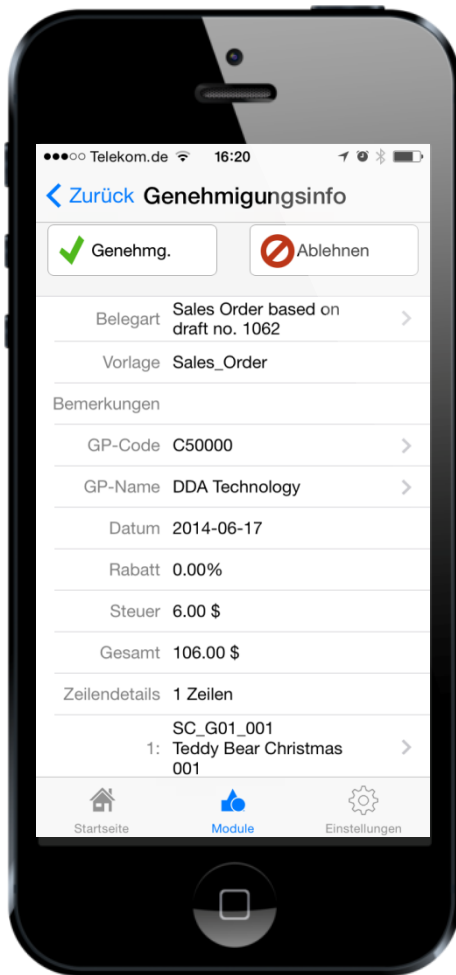 Telekom.de 16:20
Zurück Genehmigungsinfo
Genehmg. Ablehnen
Belegart Sales Order based on
draft no. 1062
Vorlage Sales_Order
Bemerkungen
GP-Code C50000
GP-Name DDA Technology
Datum 2014-06-17
Rabatt 0.00%
Steuer 6.00 $
Gesamt 106.00 $
Zeilendetails 1 Zeilen
SC_G01_001
1: Teddy Bear Christmas
001
Startseite Module Einstellungen